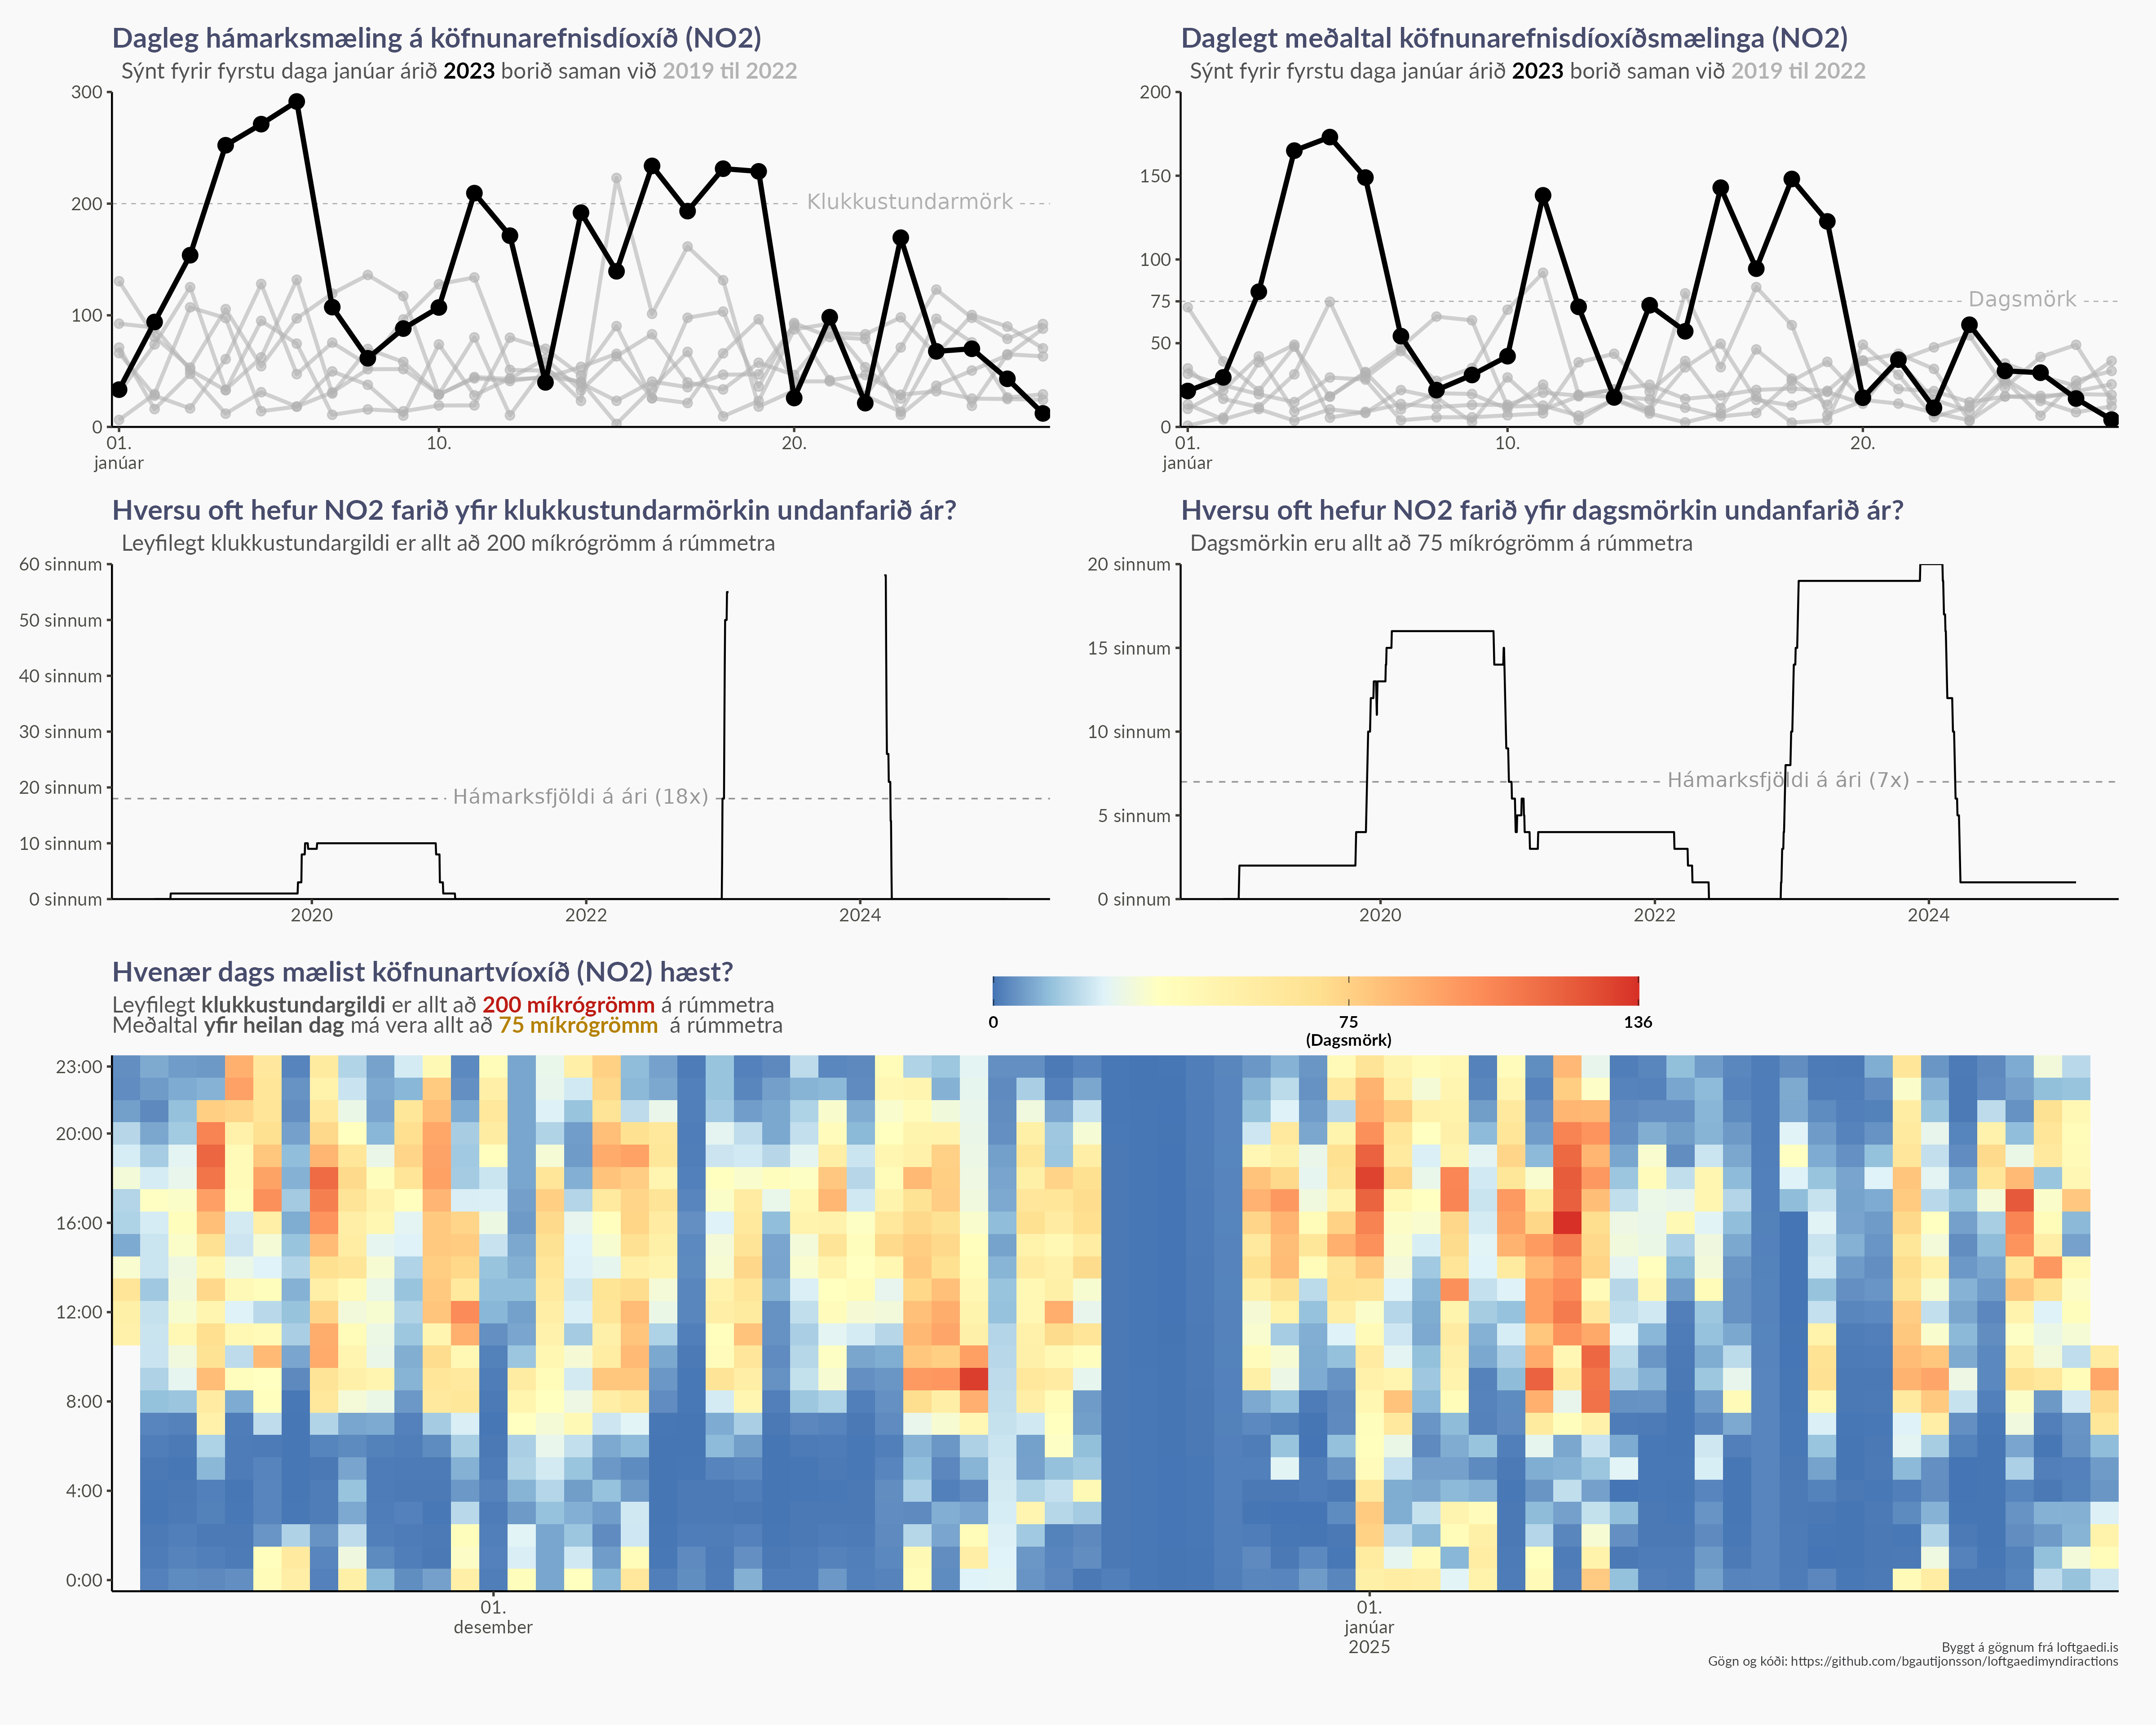 Dagleg hámarksmæling á köfnunarefnisdíoxíð (NO2)
Sýnt fyrir fyrstu daga janúar árið 2023 borið saman við 2019 til 2022
300
200
100
0
Klukkustundarmörk
01.
janúar
10.
20.
Daglegt meðaltal köfnunarefnisdíoxíðsmælinga (NO2)
Sýnt fyrir fyrstu daga janúar árið 2023 borið saman við 2019 til 2022
200
150
100
75
50
0
Dagsmörk
01.
janúar
10.
20.
Hversu oft hefur NO2 farið yfir klukkustundarmörkin undanfarið ár?
Leyfilegt klukkustundargildi er allt að 200 míkrógrömm á rúmmetra
60 sinnum
50 sinnum
40 sinnum
30 sinnum
20 sinnum
10 sinnum
0 sinnum
Hámarksfjöldi á ári (18x)
2020
2022
2024
Hversu oft hefur NO2 farið yfir dagsmörkin undanfarið ár?
Dagsmörkin eru allt að 75 míkrógrömm á rúmmetra
20 sinnum
15 sinnum
10 sinnum
5 sinnum
0 sinnum
Hámarksfjöldi á ári (7x)
2020
2022
2024
Hvenær dags mælist köfnunartvíoxíð (NO2) hæst?
Leyfilegt klukkustundargildi er allt að 200 míkrógrömm á rúmmetra
Meðaltal yfir heilan dag má vera allt að 75 míkrógrömm á rúmmetra
0
75
(Dagsmörk)
136
23:00
20:00
16:00
12:00
8:00
4:00
0:00
01.
desember
01.
janúar
2025
Byggt á gögnum frá loftgaedi.is
Gögn og kóði: https://github.com/bgautijonsson/loftgaedimyndiractions